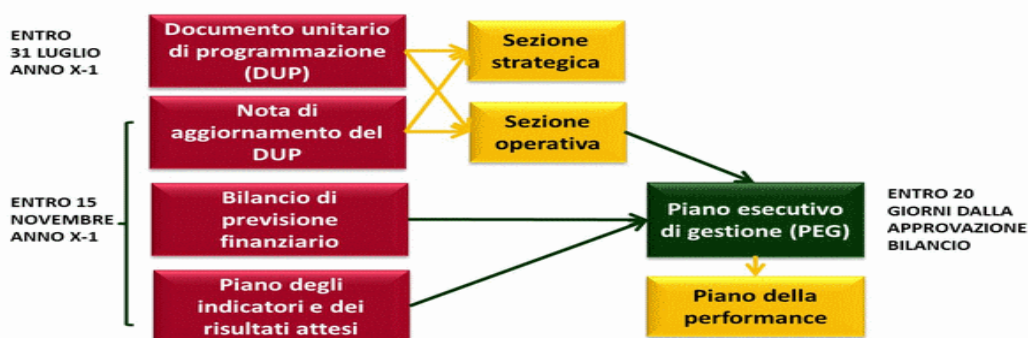 ENTRO
31 LUGLIO
ANNO X-1
Documento unitario
di programmazione
(DUP)
Sezione
strategica
Nota di
aggiornamento del
DUP
Sezione
operativa
ENTRO 15
NOVEMBRE
ANNO X-1
Bilancio di
previsione
finanziario
Piano esecutivo
di gestione (PEG)
ENTRO 20
GIORNI DALLA
APPROVAZIONE
BILANCIO
Piano degli
indicatori e dei
risultati attesi
Piano della
performance